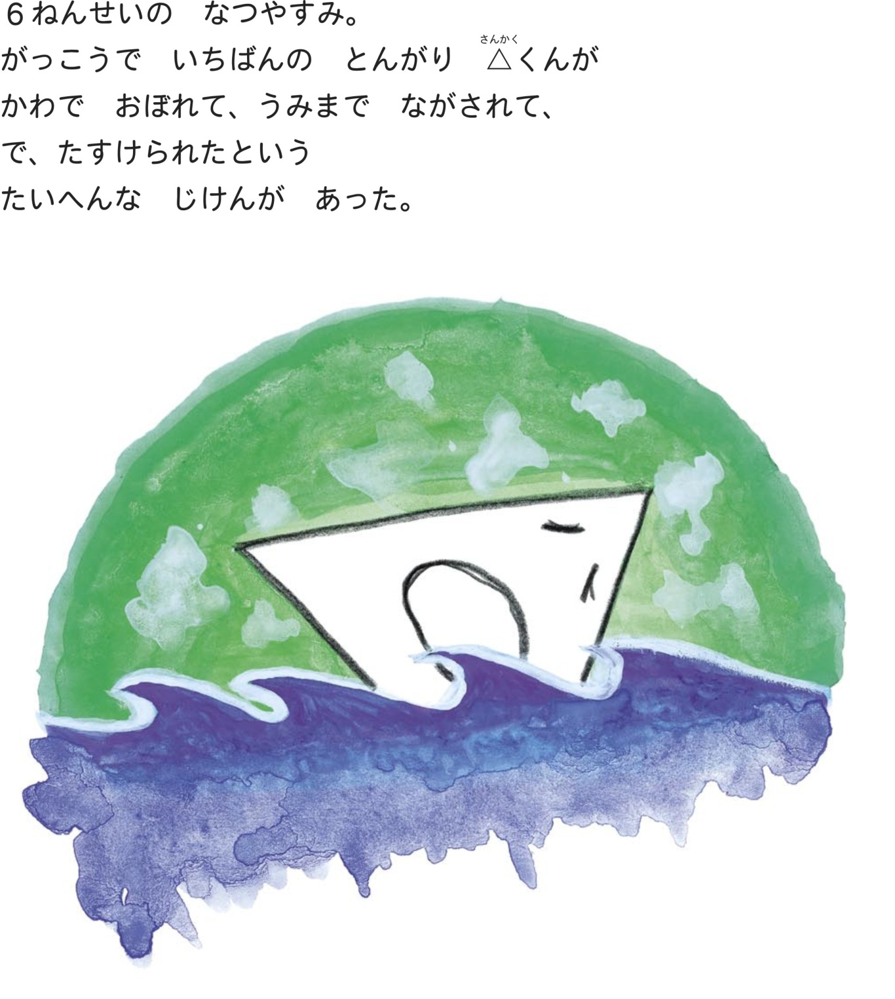 ６ねんせいの　なつやすみ。
さんかく
がっこうで　いちばんの　とんがり　△くんが
かわで　おぼれて、うみまで　ながされて、
で、たすけられたという
たいへんな　じけんが　あった。